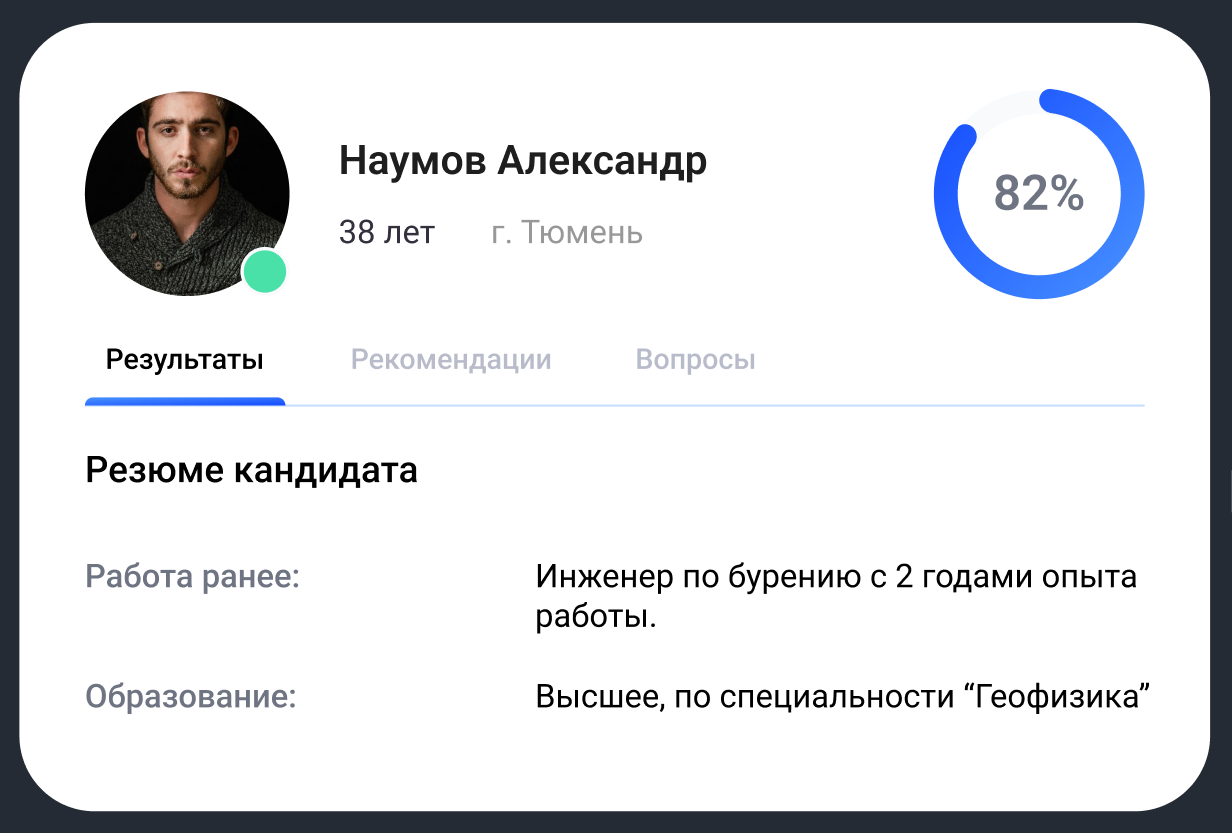 Наумов Александр
38 лет г. Тюмень
82%
Результаты Рекомендации Вопросы
Резюме кандидата
Работа ранее: Инженер по бурению с 2 годами опыта
работы.
Образование: Высшее, по специальности “Геофизика”